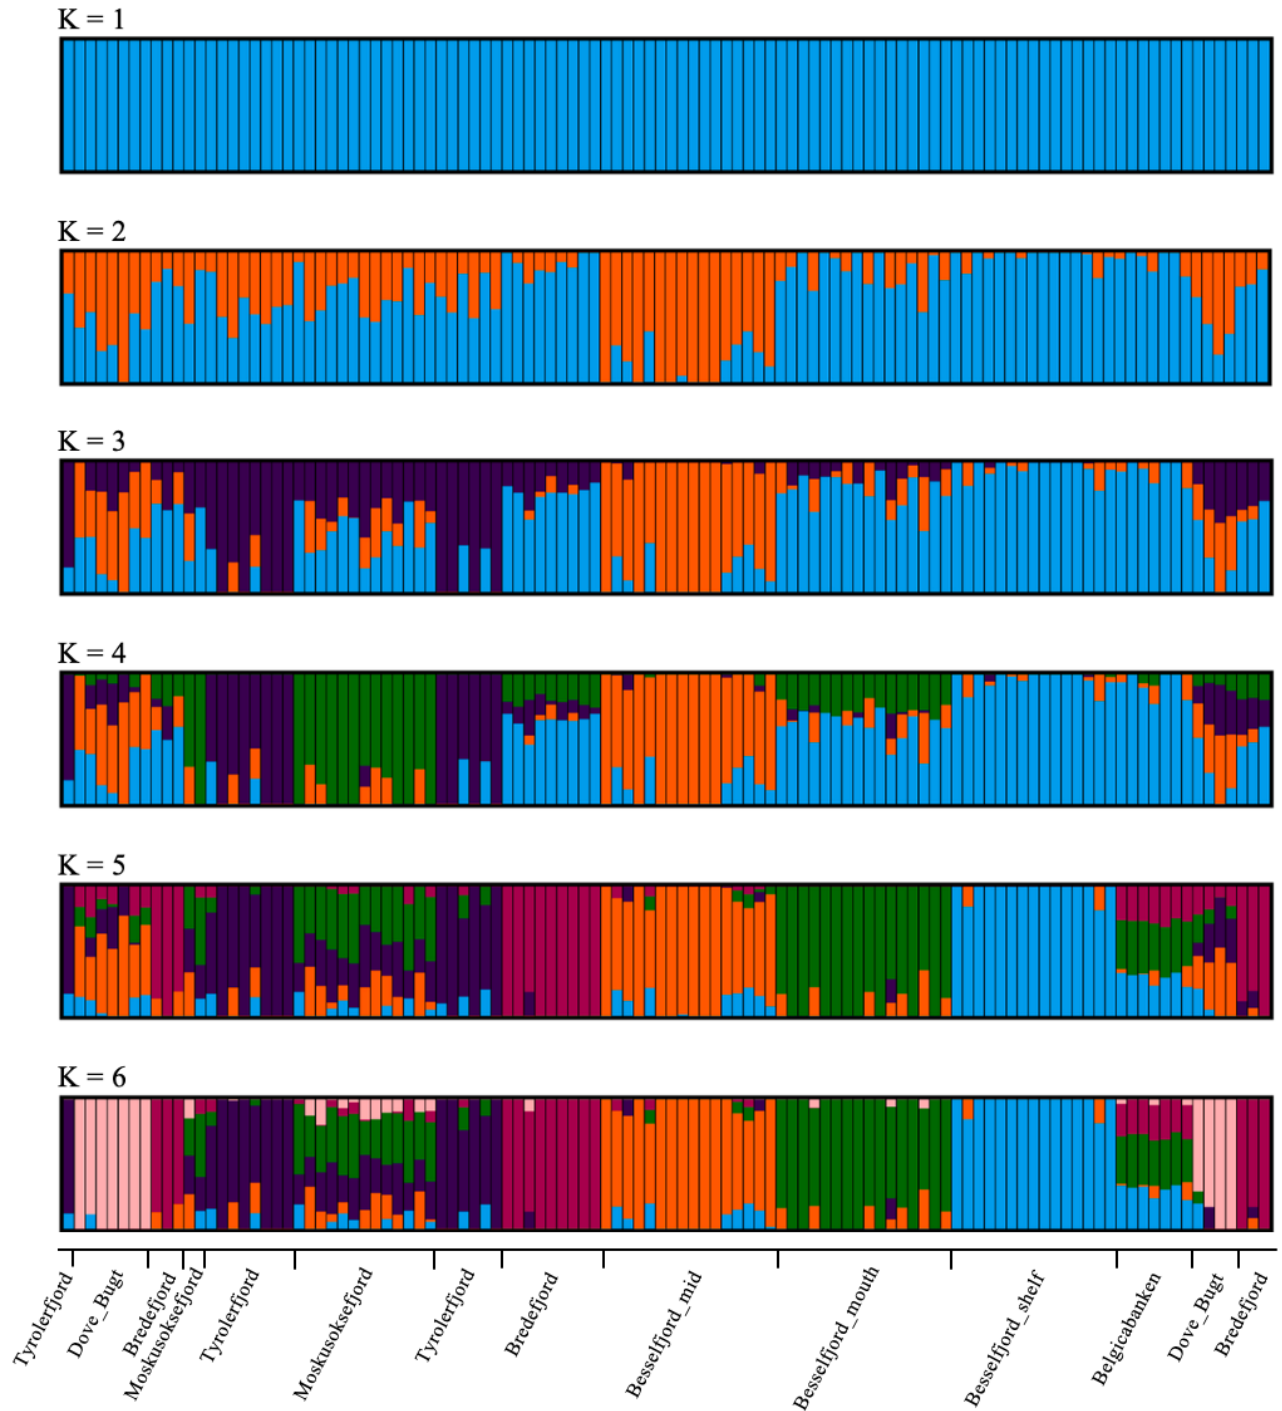 K = 1
K = 2
K = 3
K = 4
K = 5
K = 6
Tyrolerfjord
Dove_Bugt
Bredefjord
Moskusoksefjord
Tyrolerfjord
Moskusoksefjord
Tyrolerfjord
Bredefjord
Besselfjord_mid
Besselfjord_mouth
Besselfjord_shelf
Belgicabanken
Dove_Bugt
Bredefjord